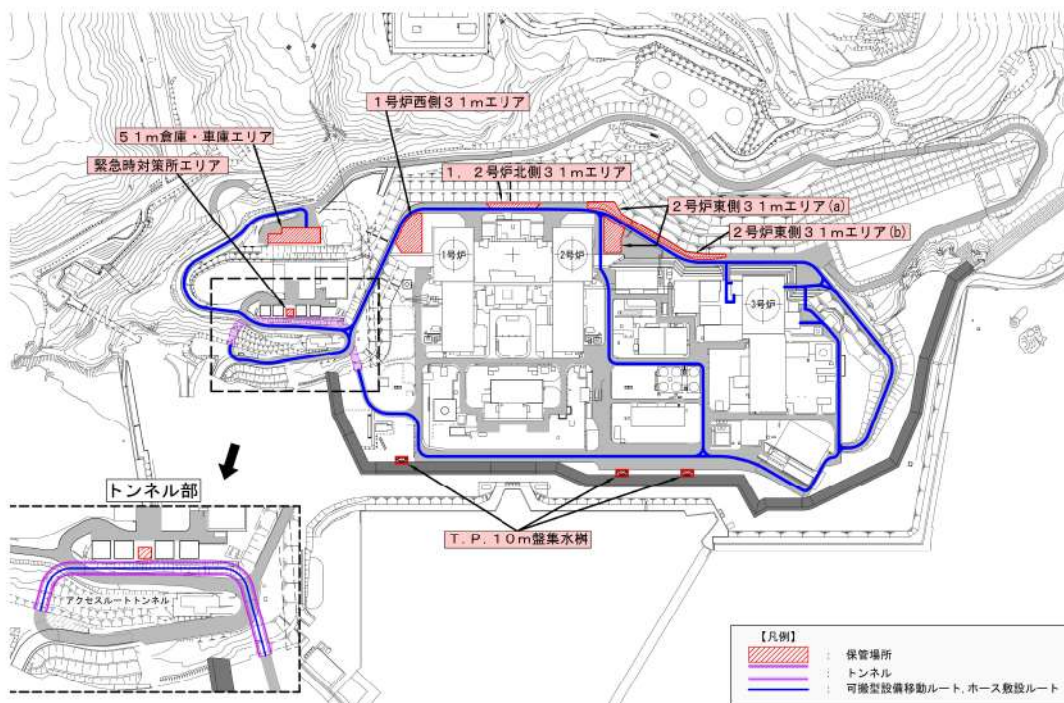 1号炉西側31mエリア
51m倉庫・車庫エリア
1,2号炉北側31mエリア
緊急時対策所エリア
2号炉東側31mエリア(a)
2号炉東側31mエリア(b)
1号炉
2号炉
3号炉
トンネル部
T.P.10m盤集水桝
アクセスルートトンネル
【凡例】
: 保管場所
: トンネル
: 可搬型設備移動ルート,ホース敷設ルート